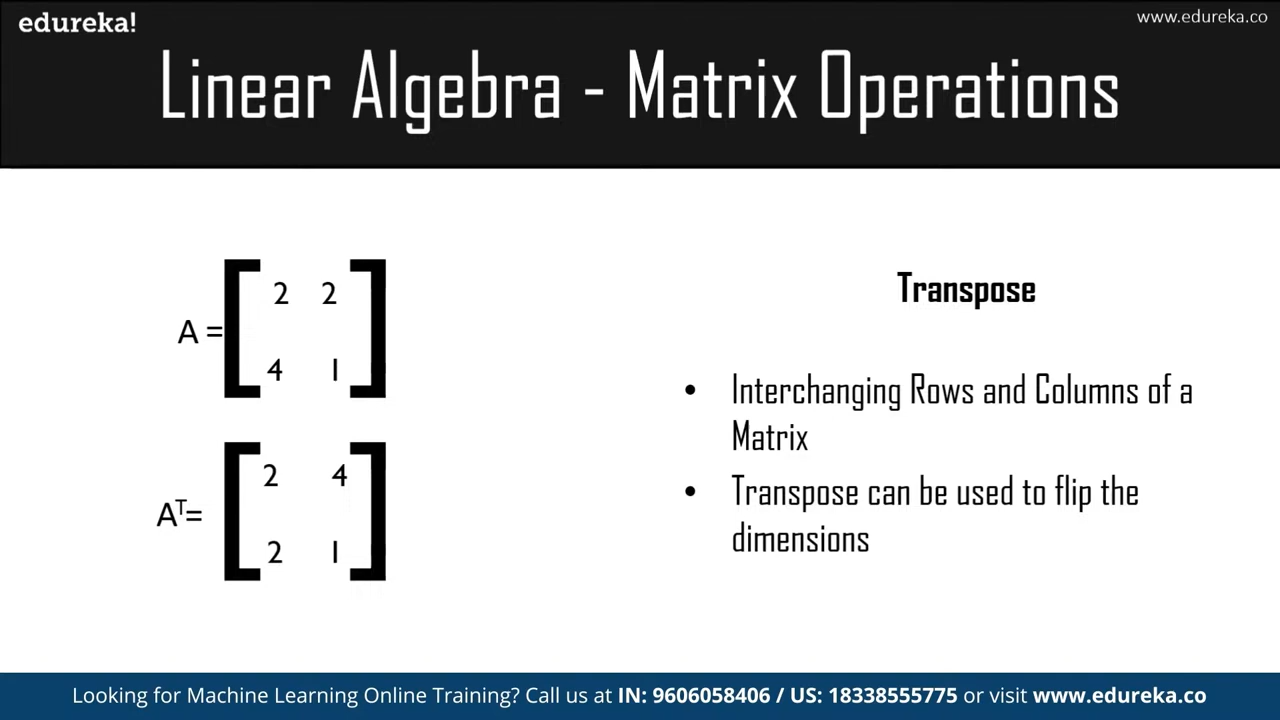 edureka!
www.edureka.co
Linear Algebra - Matrix Operations
A =
2 2
4 1
Aᵀ=
2 4
2 1
Transpose
• Interchanging Rows and Columns of a
Matrix
• Transpose can be used to flip the
dimensions
Looking for Machine Learning Online Training? Call us at IN: 9606058406 / US: 18338555775 or visit www.edureka.co